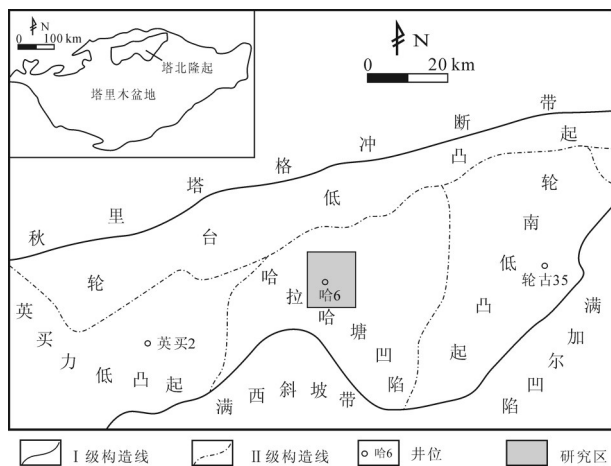 N
0 100 km
塔北隆起
塔里木盆地
N
0 20 km
秋里塔格冲断带
轮台低凸起
英买力低凸起
英买2
哈拉哈塘凹陷
哈6
轮南低凸起
轮古35
满西斜坡带
满加尔凹陷
Ⅰ级构造线
Ⅱ级构造线
哈6 井位
研究区